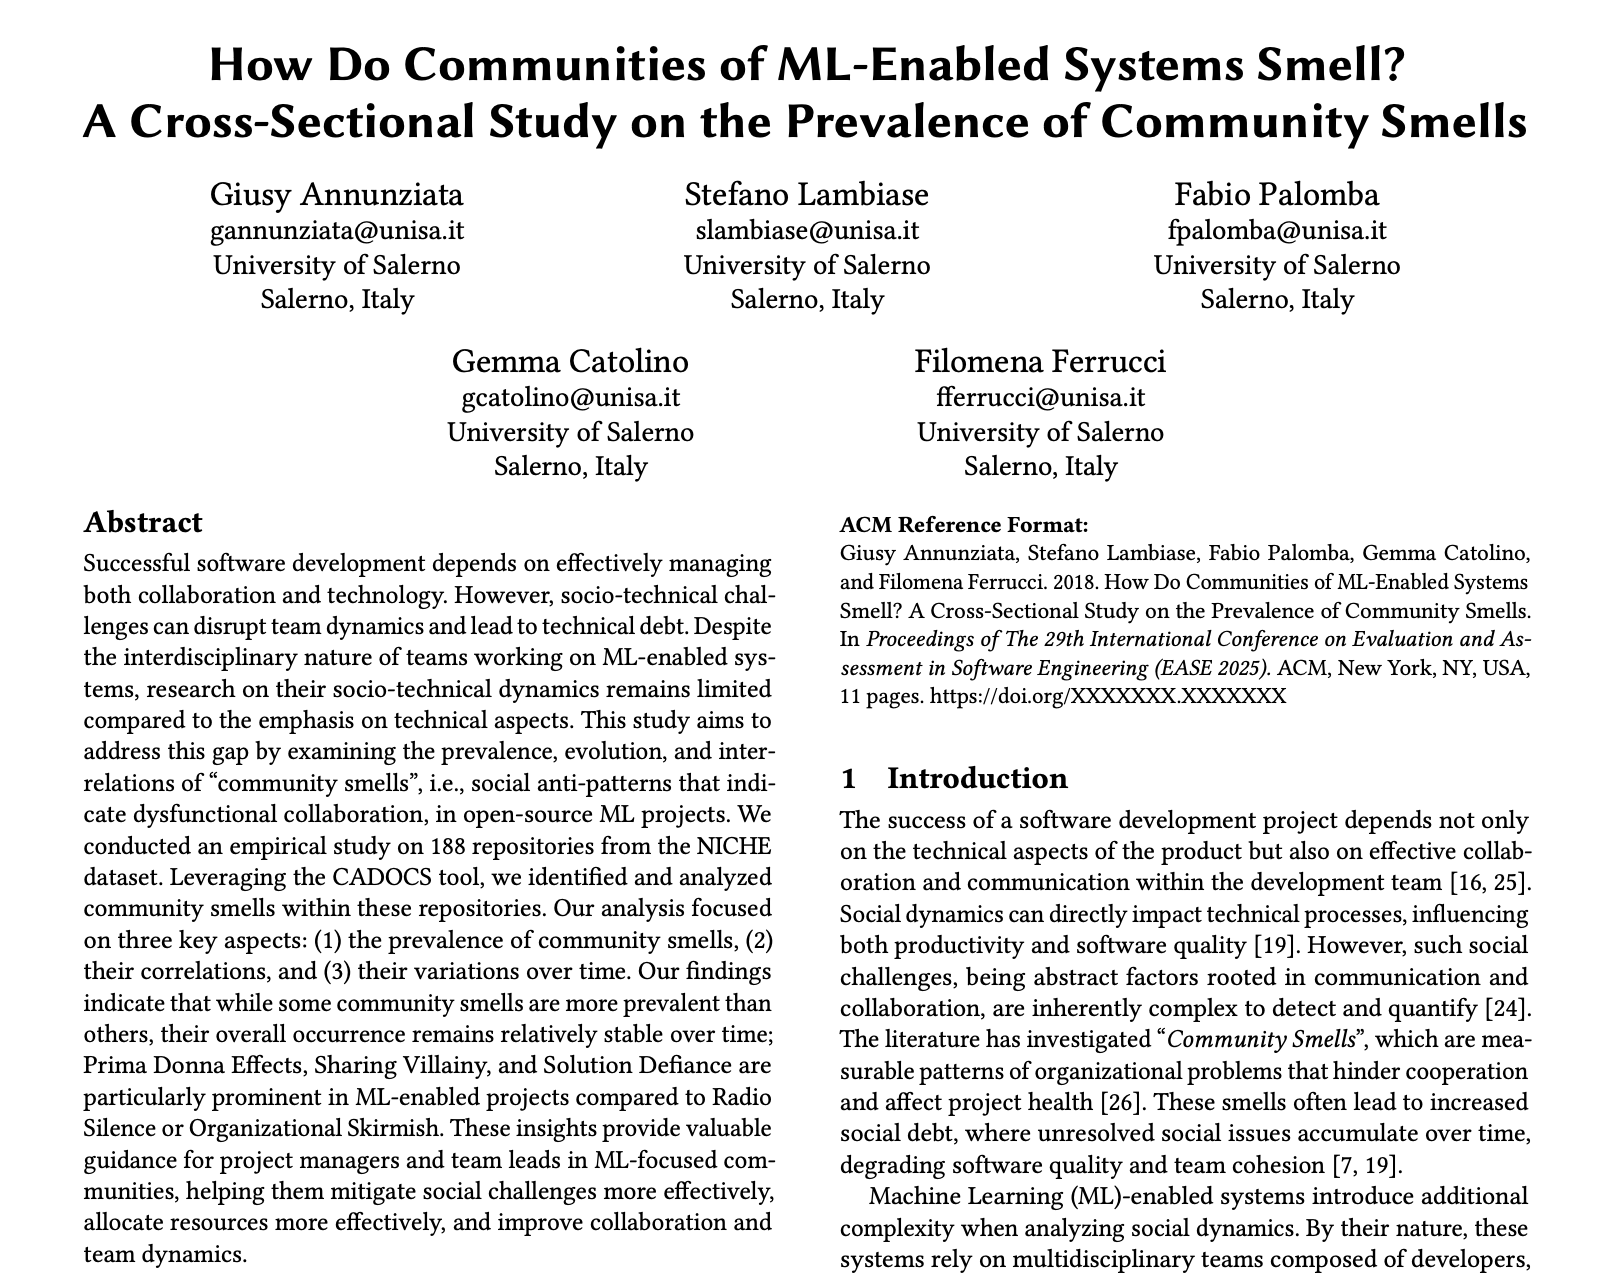 How Do Communities of ML-Enabled Systems Smell?
A Cross-Sectional Study on the Prevalence of Community Smells
Giusy Annunziata
gannunziata@unisa.it
University of Salerno
Salerno, Italy
Stefano Lambiase
slambiase@unisa.it
University of Salerno
Salerno, Italy
Fabio Palomba
fpalomba@unisa.it
University of Salerno
Salerno, Italy
Gemma Catolino
gcatolino@unisa.it
University of Salerno
Salerno, Italy
Filomena Ferrucci
fferrucci@unisa.it
University of Salerno
Salerno, Italy
Abstract
Successful software development depends on effectively managing
both collaboration and technology. However, socio-technical chal-
lenges can disrupt team dynamics and lead to technical debt. Despite
the interdisciplinary nature of teams working on ML-enabled sys-
tems, research on their socio-technical dynamics remains limited
compared to the emphasis on technical aspects. This study aims to
address this gap by examining the prevalence, evolution, and inter-
relations of “community smells”, i.e., social anti-patterns that indi-
cate dysfunctional collaboration, in open-source ML projects. We
conducted an empirical study on 188 repositories from the NICHE
dataset. Leveraging the CADOCS tool, we identified and analyzed
community smells within these repositories. Our analysis focused
on three key aspects: (1) the prevalence of community smells, (2)
their correlations, and (3) their variations over time. Our findings
indicate that while some community smells are more prevalent than
others, their overall occurrence remains relatively stable over time;
Prima Donna Effects, Sharing Villainy, and Solution Defiance are
particularly prominent in ML-enabled projects compared to Radio
Silence or Organizational Skirmish. These insights provide valuable
guidance for project managers and team leads in ML-focused com-
munities, helping them mitigate social challenges more effectively,
allocate resources more effectively, and improve collaboration and
team dynamics.
ACM Reference Format:
Giusy Annunziata, Stefano Lambiase, Fabio Palomba, Gemma Catolino,
and Filomena Ferrucci. 2018. How Do Communities of ML-Enabled Systems
Smell? A Cross-Sectional Study on the Prevalence of Community Smells.
In Proceedings of The 29th International Conference on Evaluation and As-
sessment in Software Engineering (EASE 2025). ACM, New York, NY, USA,
11 pages. https://doi.org/XXXXXXX.XXXXXXX
1 Introduction
The success of a software development project depends not only
on the technical aspects of the product but also on effective collab-
oration and communication within the development team [16, 25].
Social dynamics can directly impact technical processes, influencing
both productivity and software quality [19]. However, such social
challenges, being abstract factors rooted in communication and
collaboration, are inherently complex to detect and quantify [24].
The literature has investigated “Community Smells”, which are mea-
surable patterns of organizational problems that hinder cooperation
and affect project health [26]. These smells often lead to increased
social debt, where unresolved social issues accumulate over time,
degrading software quality and team cohesion [7, 19].
Machine Learning (ML)-enabled systems introduce additional
complexity when analyzing social dynamics. By their nature, these
systems rely on multidisciplinary teams composed of developers,